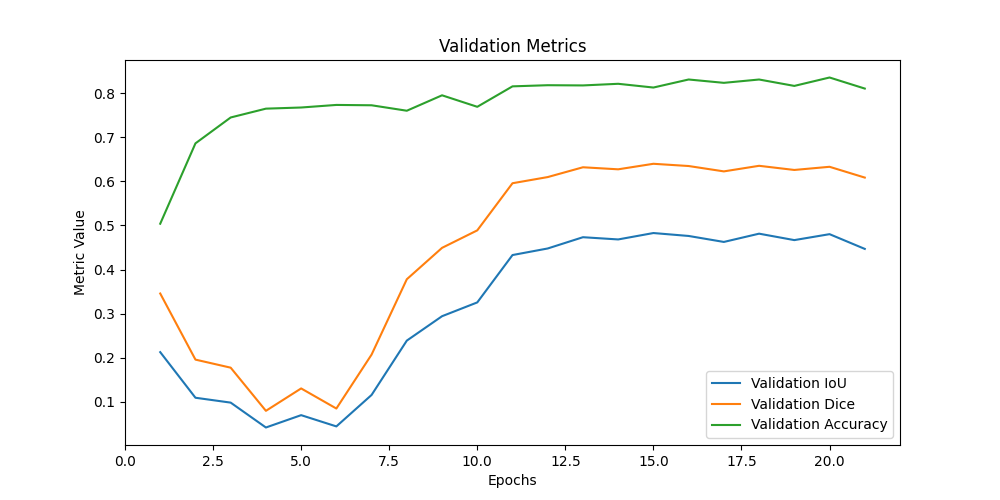 Validation Metrics
0.8
0.7
0.6
0.5
0.4
0.3
0.2
0.1
Metric Value
Validation IoU
Validation Dice
Validation Accuracy
0.0 2.5 5.0 7.5 10.0 12.5 15.0 17.5 20.0
Epochs